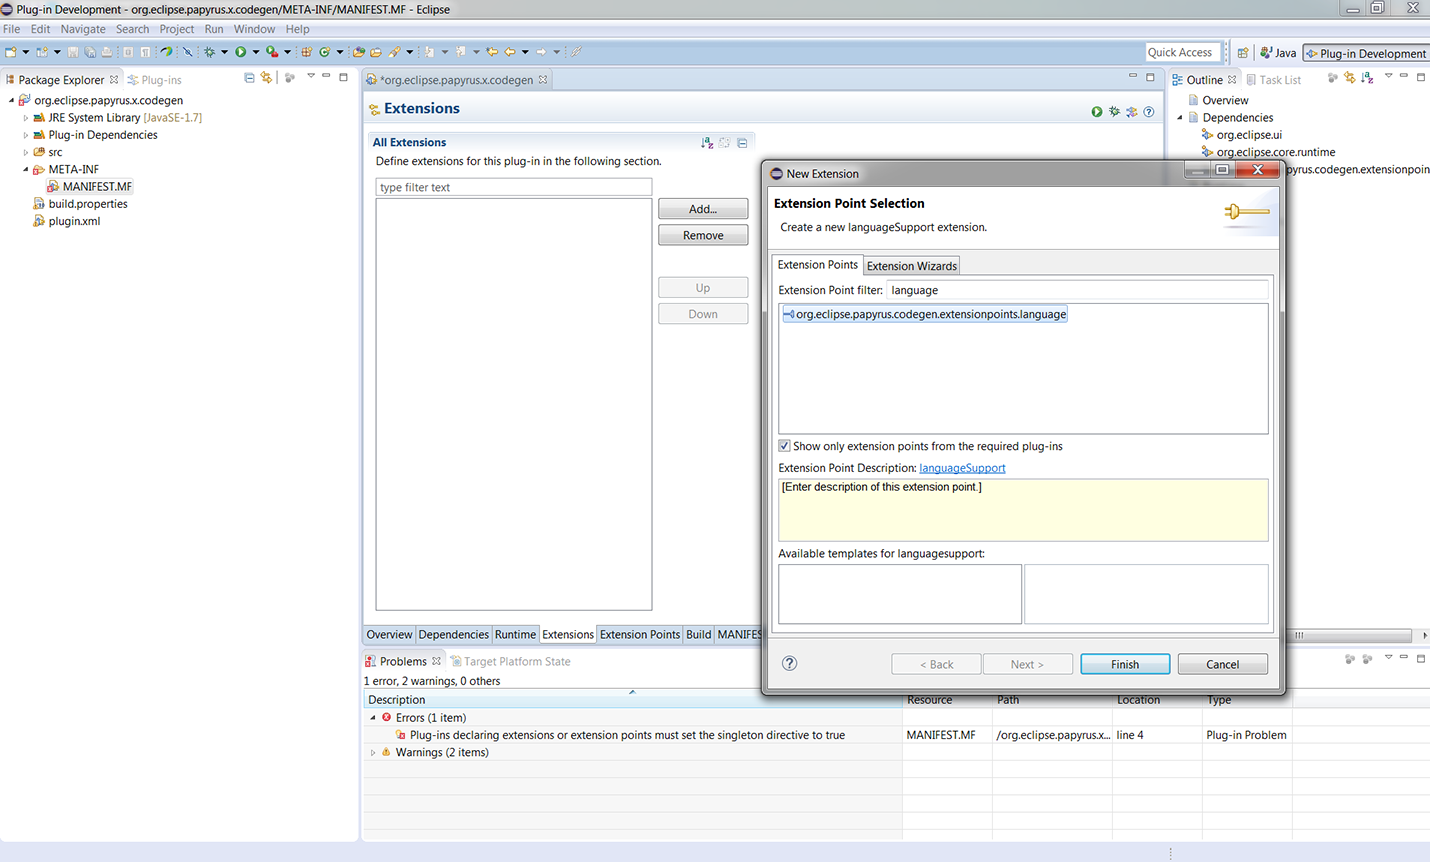 Plug-in Development - org.eclipse.papyrus.x.codegen/META-INF/MANIFEST.MF - Eclipse
File Edit Navigate Search Project Run Window Help
Quick Access
Java
Plug-in Development
Package Explorer
Plug-ins
org.eclipse.papyrus.x.codegen
JRE System Library [JavaSE-1.7]
Plug-in Dependencies
src
META-INF
MANIFEST.MF
build.properties
plugin.xml
*org.eclipse.papyrus.x.codegen
Extensions
All Extensions
Define extensions for this plug-in in the following section.
type filter text
Add...
Remove
Up
Down
Overview Dependencies Runtime Extensions Extension Points Build MANIFES
Outline
Task List
Overview
Dependencies
org.eclipse.ui
org.eclipse.core.runtime
pyrus.codegen.extensionpoin
New Extension
Extension Point Selection
Create a new languageSupport extension.
Extension Points Extension Wizards
Extension Point filter: language
org.eclipse.papyrus.codegen.extensionpoints.language
Show only extension points from the required plug-ins
Extension Point Description: languageSupport
[Enter description of this extension point.]
Available templates for languagesupport:
< Back Next > Finish Cancel
Problems
Target Platform State
1 error, 2 warnings, 0 others
Description Resource Path Location Type
Errors (1 item)
Plug-ins declaring extensions or extension points must set the singleton directive to true MANIFEST.MF /org.eclipse.papyrus.x... line 4 Plug-in Problem
Warnings (2 items)